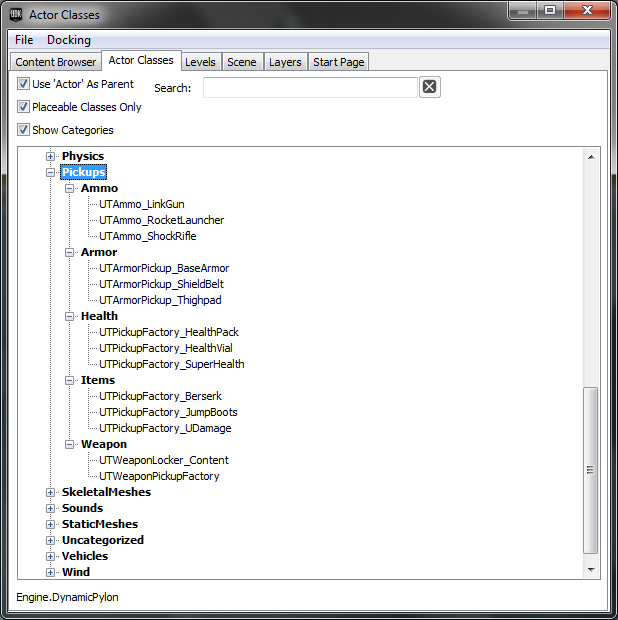 UDK Actor Classes
File Docking
Content Browser Actor Classes Levels Scene Layers Start Page
Use 'Actor' As Parent Search:
Placeable Classes Only
Show Categories
Physics
Pickups
Ammo
UTAmmo_LinkGun
UTAmmo_RocketLauncher
UTAmmo_ShockRifle
Armor
UTArmorPickup_BaseArmor
UTArmorPickup_ShieldBelt
UTArmorPickup_Thighpad
Health
UTPickupFactory_HealthPack
UTPickupFactory_HealthVial
UTPickupFactory_SuperHealth
Items
UTPickupFactory_Berserk
UTPickupFactory_JumpBoots
UTPickupFactory_UDamage
Weapon
UTWeaponLocker_Content
UTWeaponPickupFactory
SkeletalMeshes
Sounds
StaticMeshes
Uncategorized
Vehicles
Wind
Engine.DynamicPylon